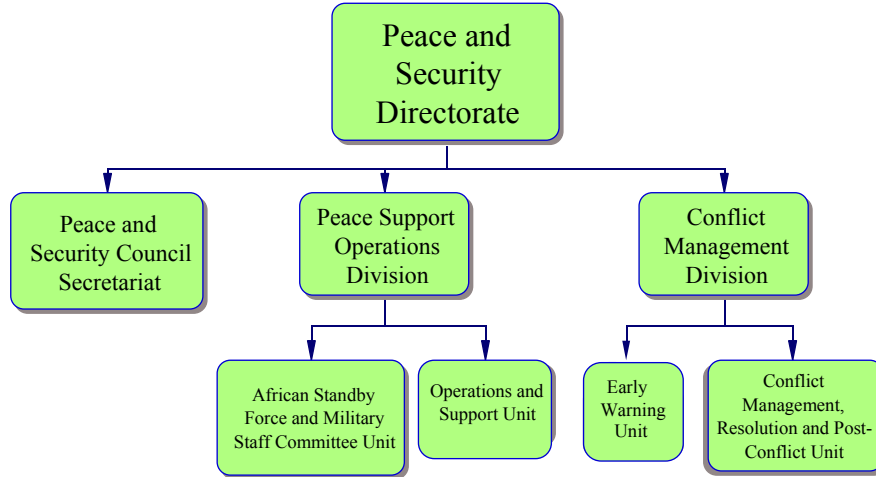 Peace and
Security
Directorate
Peace and
Security Council
Secretariat
Peace Support
Operations
Division
Conflict
Management
Division
African Standby
Force and Military
Staff Committee Unit
Operations and
Support Unit
Early
Warning
Unit
Conflict
Management,
Resolution and Post-
Conflict Unit